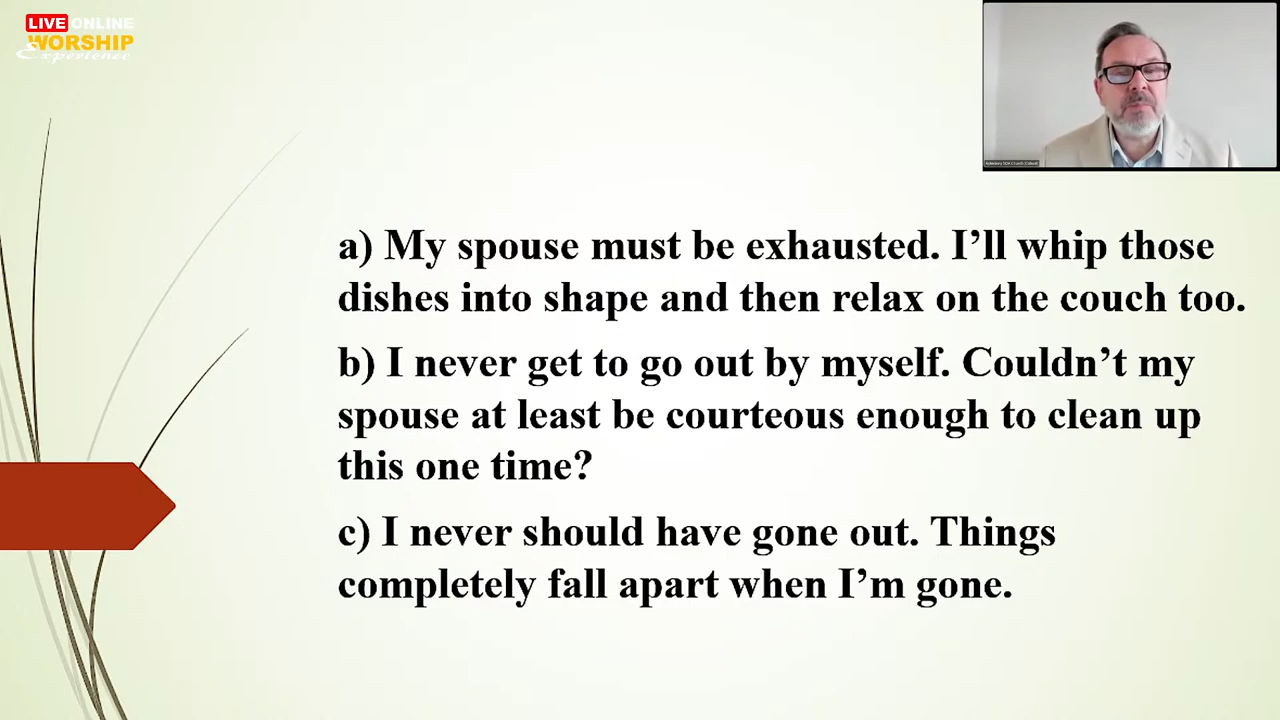 LIVE ONLINE
WORSHIP
Experience
a) My spouse must be exhausted. I’ll whip those
dishes into shape and then relax on the couch too.
b) I never get to go out by myself. Couldn’t my
spouse at least be courteous enough to clean up
this one time?
c) I never should have gone out. Things
completely fall apart when I’m gone.